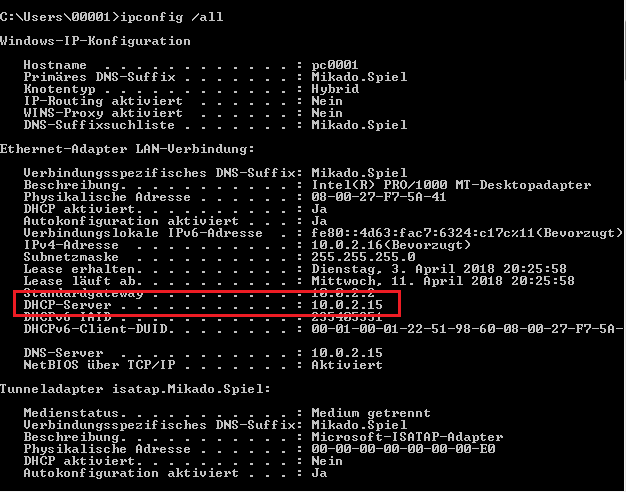 C:\Users\00001>ipconfig /all
Windows-IP-Konfiguration
Hostname . . . . . . . . . . . . : pc0001
Primäres DNS-Suffix . . . . . . . : Mikado.Spiel
Knotentyp . . . . . . . . . . . . : Hybrid
IP-Routing aktiviert . . . . . . : Nein
WINS-Proxy aktiviert . . . . . . : Nein
DNS-Suffixsuchliste . . . . . . . : Mikado.Spiel
Ethernet-Adapter LAN-Verbindung:
Verbindungsspezifisches DNS-Suffix: Mikado.Spiel
Beschreibung. . . . . . . . . . . : Intel(R) PRO/1000 MT-Desktopadapter
Physikalische Adresse . . . . . . : 08-00-27-F7-5A-41
DHCP aktiviert. . . . . . . . . . : Ja
Autokonfiguration aktiviert . . . : Ja
Verbindungslokale IPv6-Adresse . : fe80::4d63:fac7:6324:c17c%11(Bevorzugt)
IPv4-Adresse . . . . . . . . . . : 10.0.2.16(Bevorzugt)
Subnetzmaske . . . . . . . . . . : 255.255.255.0
Lease erhalten. . . . . . . . . . : Dienstag, 3. April 2018 20:25:58
Lease läuft ab. . . . . . . . . . : Mittwoch, 11. April 2018 20:25:58
Standardgateway . . . . . . . . . : 10.0.2.2
DHCP-Server . . . . . . . . . . . : 10.0.2.15
DHCPv6-IAID . . . . . . . . . . . : 235405351
DHCPv6-Client-DUID. . . . . . . . : 00-01-00-01-22-51-98-60-08-00-27-F7-5A-
DNS-Server . . . . . . . . . . . : 10.0.2.15
NetBIOS über TCP/IP . . . . . . . : Aktiviert
Tunneladapter isatap.Mikado.Spiel:
Medienstatus. . . . . . . . . . . : Medium getrennt
Verbindungsspezifisches DNS-Suffix: Mikado.Spiel
Beschreibung. . . . . . . . . . . : Microsoft-ISATAP-Adapter
Physikalische Adresse . . . . . . : 00-00-00-00-00-00-00-E0
DHCP aktiviert. . . . . . . . . . : Nein
Autokonfiguration aktiviert . . . : Ja